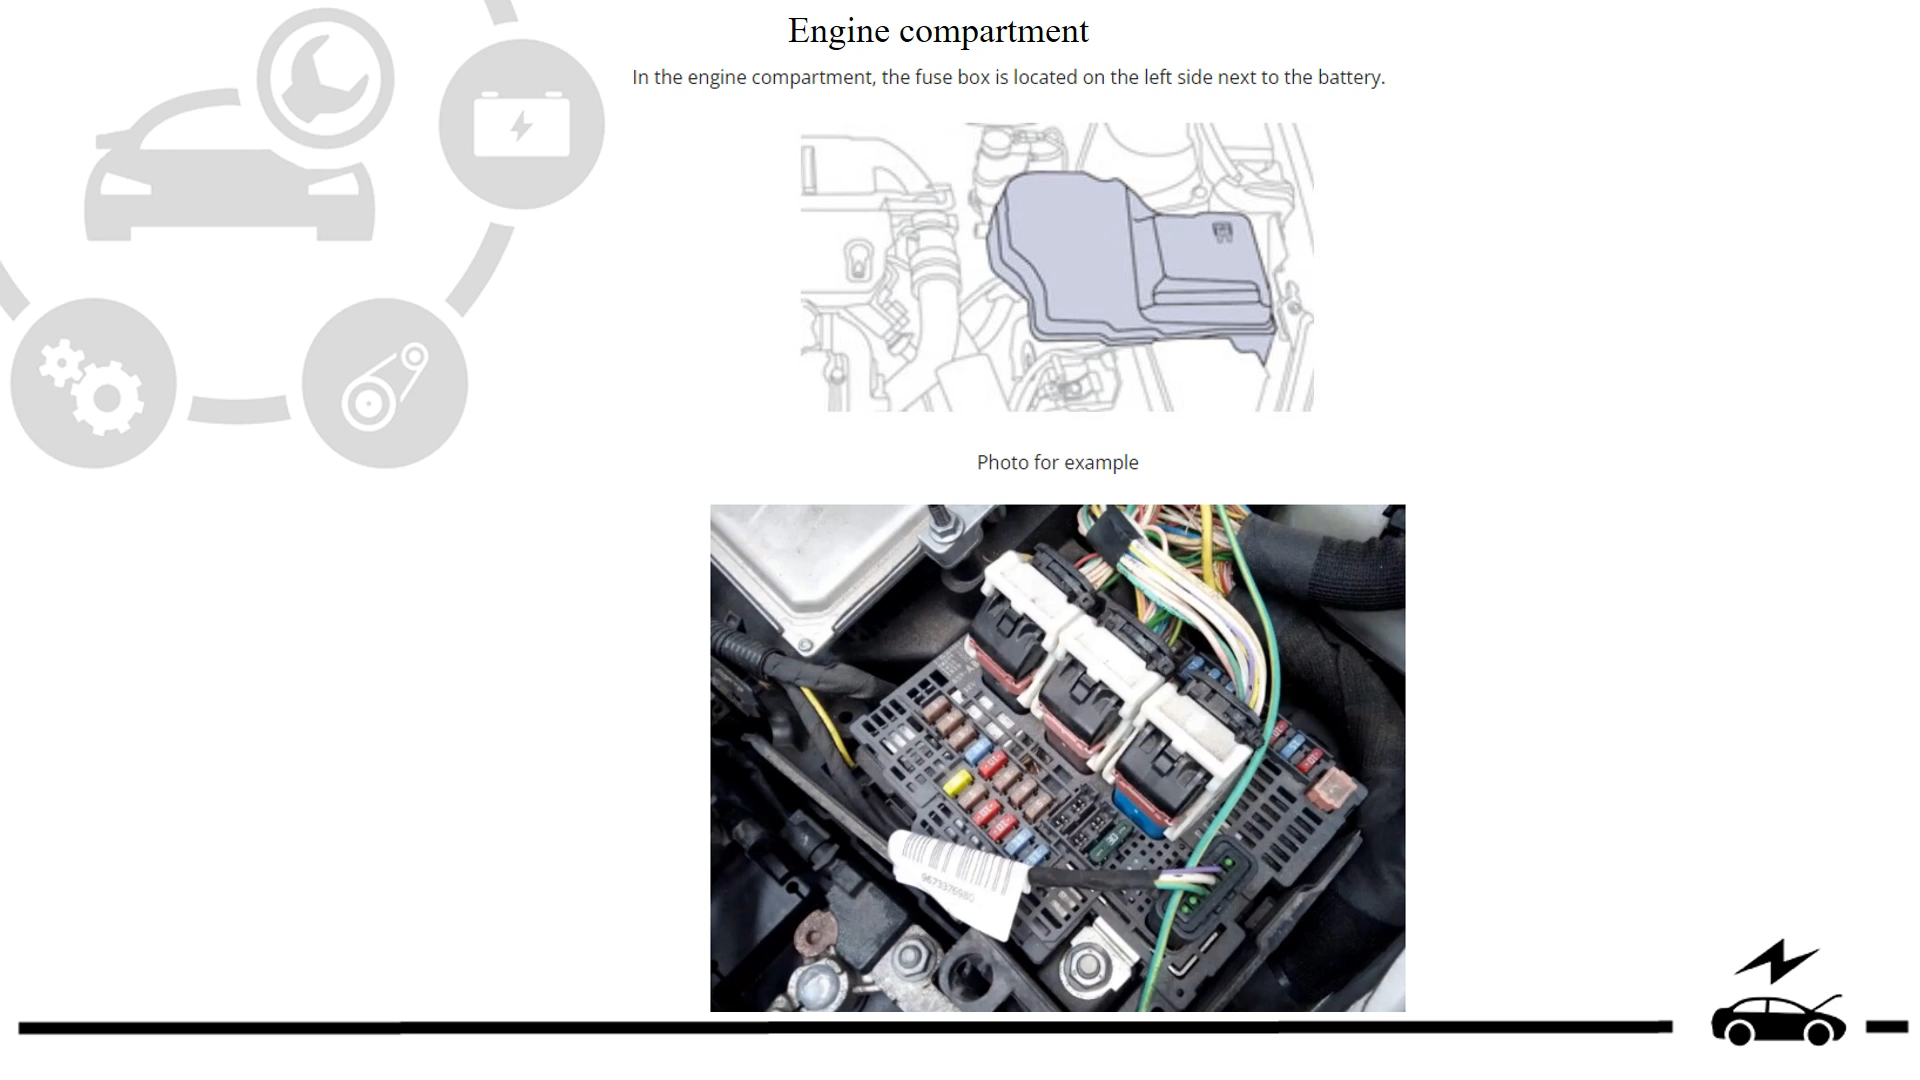 Engine compartment
In the engine compartment, the fuse box is located on the left side next to the battery.
Photo for example
9673376980